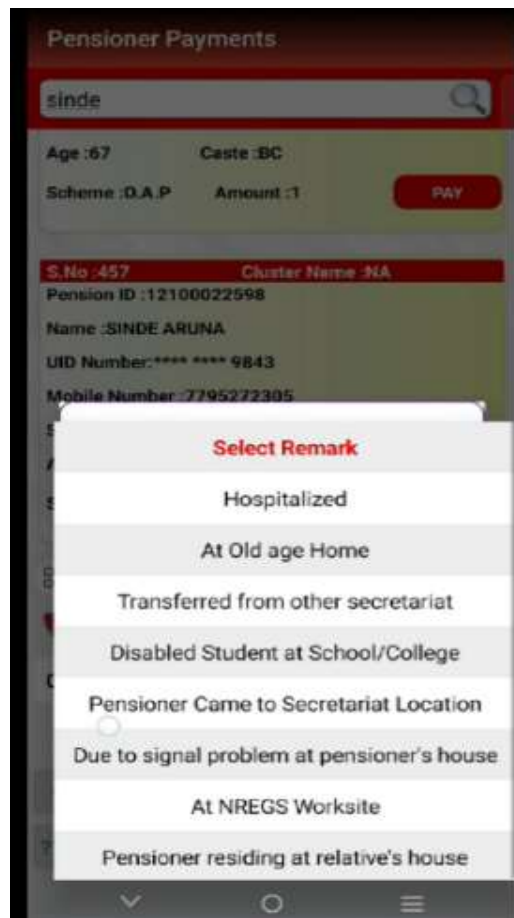 Pensioner Payments
sinde
Age :67 Caste :BC
Scheme :O.A.P Amount :1 PAY
S.No :457 Cluster Name :NA
Pension ID :12100022598
Name :SINDE ARUNA
UID Number:**** **** 9843
Mobile Number :7795272305
Select Remark
Hospitalized
At Old age Home
Transferred from other secretariat
Disabled Student at School/College
Pensioner Came to Secretariat Location
Due to signal problem at pensioner's house
At NREGS Worksite
Pensioner residing at relative's house